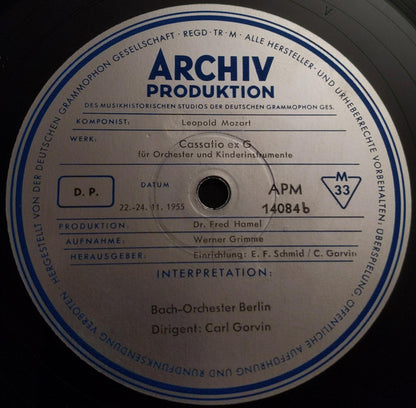 HERGESTELLT VON DER DEUTSCHEN GRAMMOPHON GESELLSCHAFT · REGD · TR · M · ALLE HERSTELLER- UND URHEBERRECHTE VORBEHALTEN. ÜBERSPIELUNG, ÖFFENTLICHE AUFFÜHRUNG UND RUNDFUNKSENDUNG VERBOTEN
ARCHIV
PRODUKTION
DES MUSIKHISTORISCHEN STUDIOS DER DEUTSCHEN GRAMMOPHON GES.
KOMPONIST: Leopold Mozart
WERK: Cassatio ex G
für Orchester und Kinderinstrumente
D. P.
DATUM
22.-24. 11. 1955
APM
14084 b
M
33
PRODUKTION: Dr. Fred Hamel
AUFNAHME: Werner Grimme
HERAUSGEBER: Einrichtung: E. F. Schmid / C. Gorvin
INTERPRETATION:
Bach-Orchester Berlin
Dirigent: Carl Gorvin